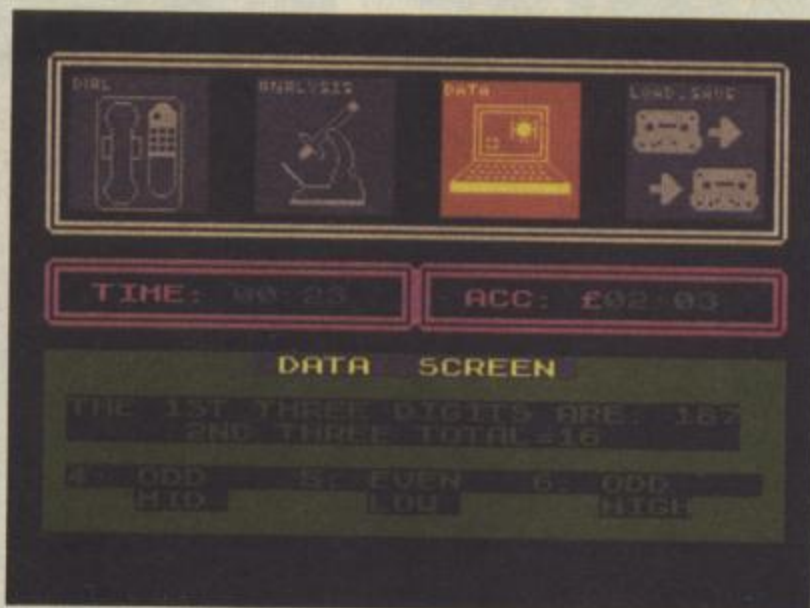 DIAL ANALYSIS DATA LOAD.SAVE
TIME: 00:23 ACC: £02:03
DATA SCREEN
THE 1ST THREE DIGITS ARE: 167
2ND THREE TOTAL=16
4: ODD 5: EVEN 6: ODD
MID LOW HIGH